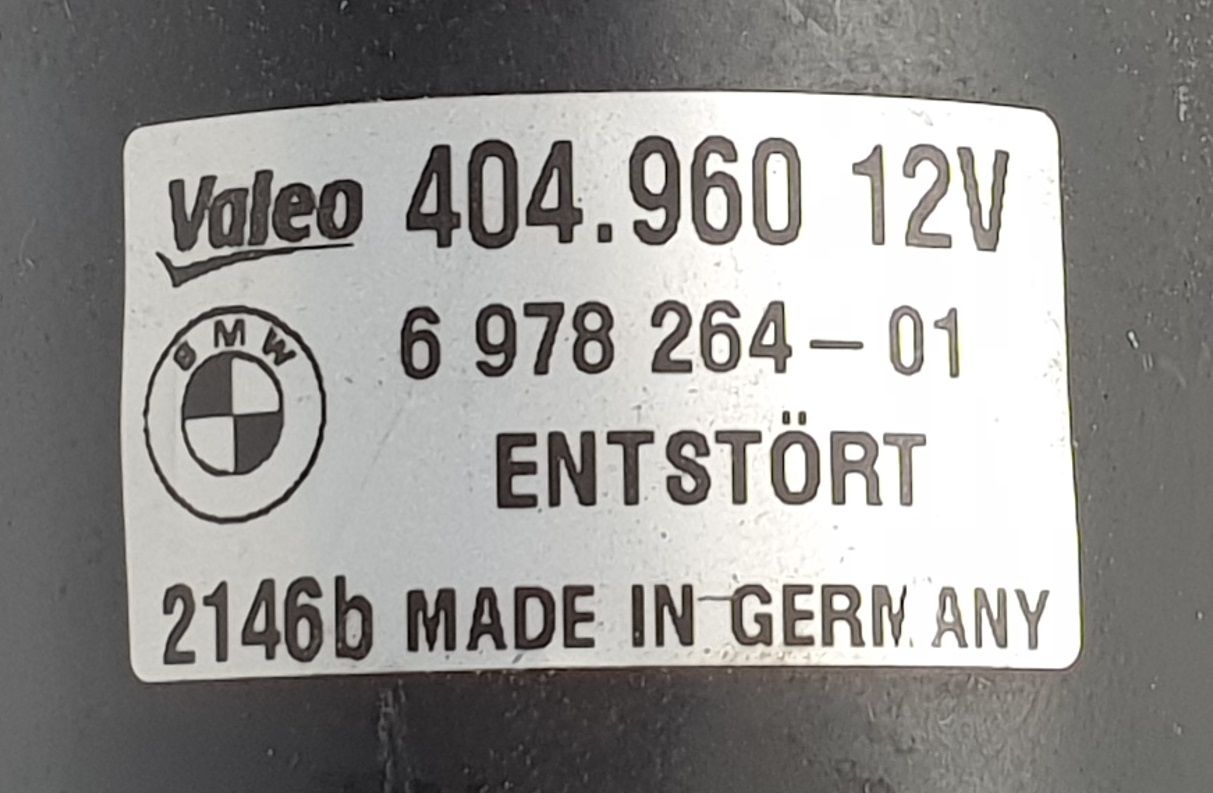 Valeo 404.960 12V
BMW
6 978 264-01
ENTSTÖRT
2146b MADE IN GERMANY